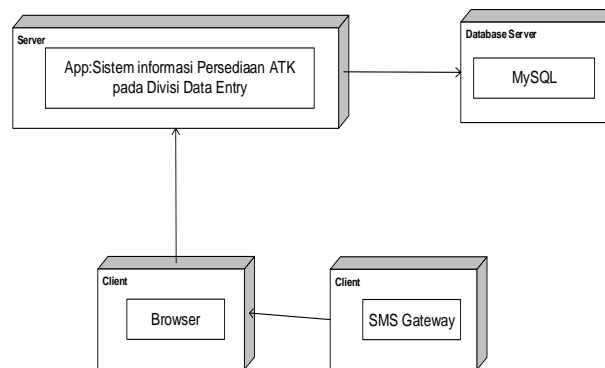 Server
App:Sistem informasi Persediaan ATK
pada Divisi Data Entry
Database Server
MySQL
Client
Browser
Client
SMS Gateway